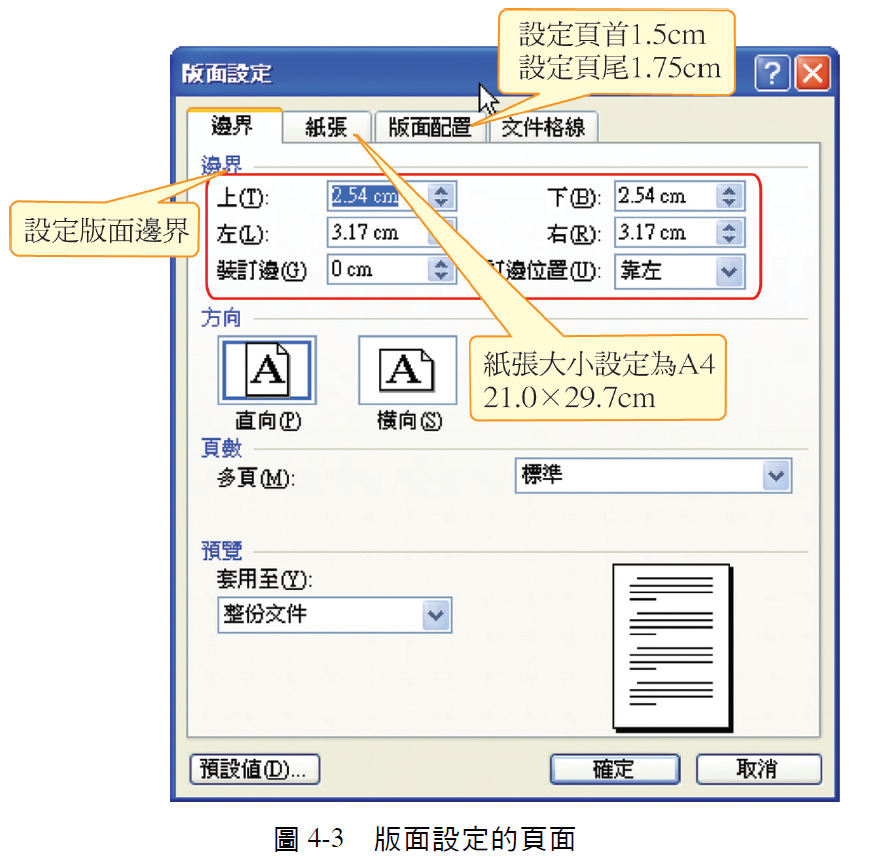 設定頁首1.5cm
設定頁尾1.75cm
版面設定
邊界 紙張 版面配置 文件格線
邊界
設定版面邊界
上(T): 2.54 cm 下(B): 2.54 cm
左(L): 3.17 cm 右(R): 3.17 cm
裝訂邊(G) 0 cm 訂邊位置(U): 靠左
方向
紙張大小設定為A4
21.0×29.7cm
直向(P) 橫向(S)
頁數
多頁(M): 標準
預覽
套用至(Y):
整份文件
預設值(D)... 確定 取消
圖 4-3 版面設定的頁面